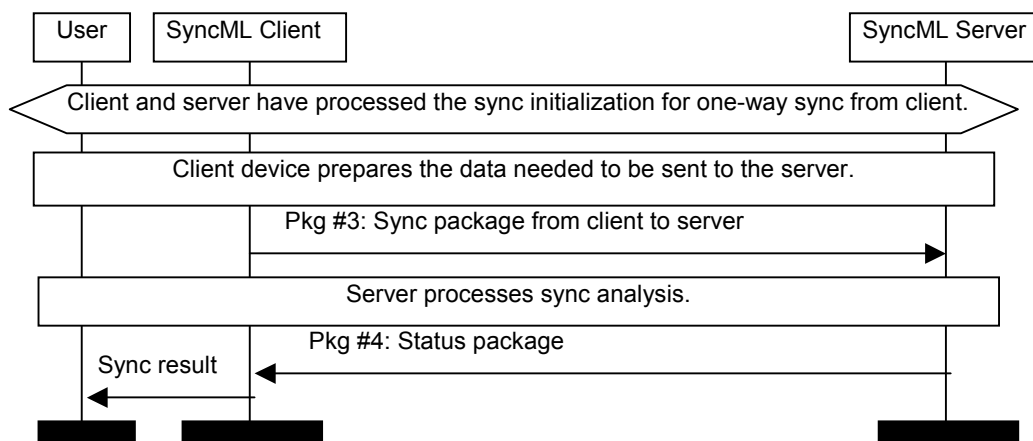 User
SyncML Client
SyncML Server
Client and server have processed the sync initialization for one-way sync from client.
Client device prepares the data needed to be sent to the server.
Pkg #3: Sync package from client to server
Server processes sync analysis.
Pkg #4: Status package
Sync result